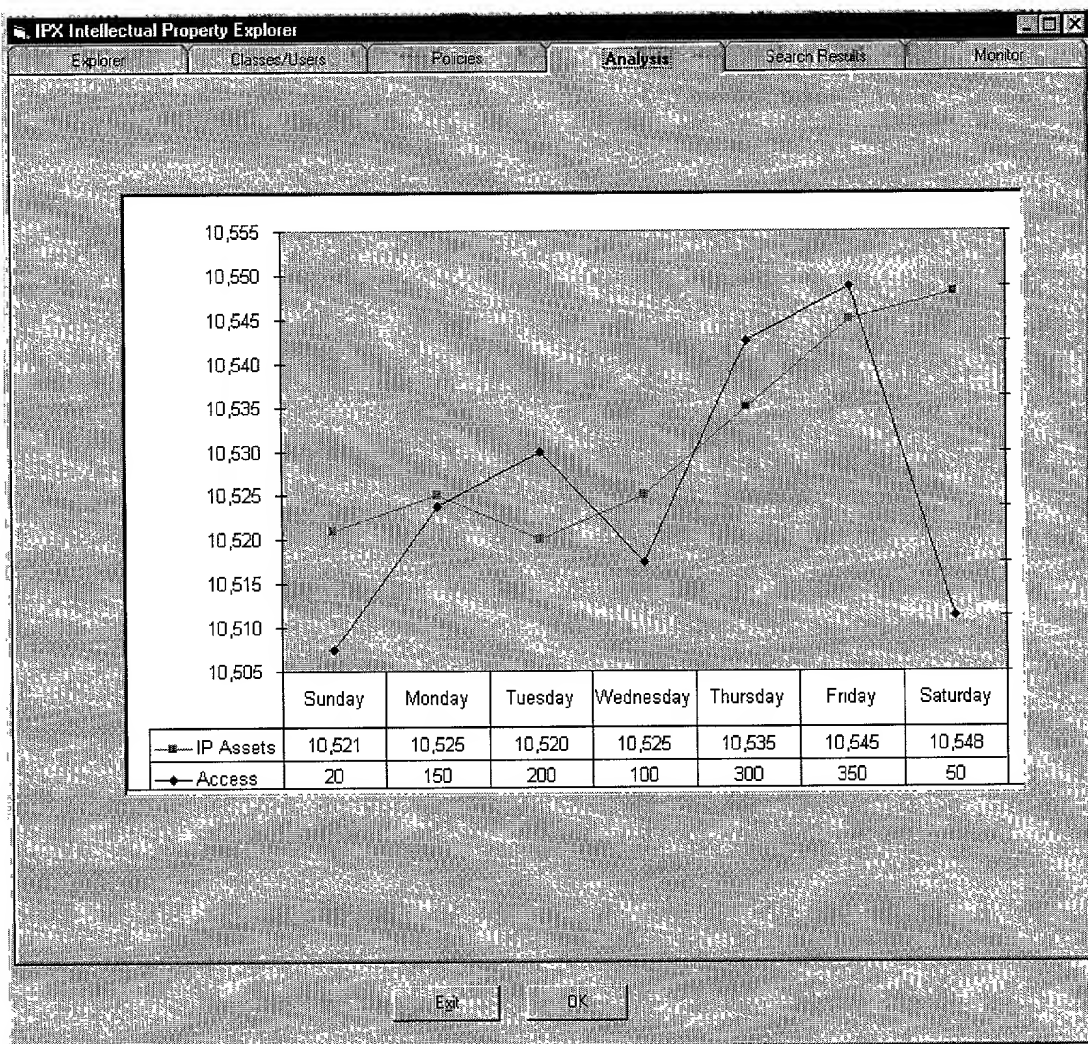 IPX Intellectual Property Explorer
Explorer Classes/Users Policies Analysis Search Results Monitor
10,555
10,550
10,545
10,540
10,535
10,530
10,525
10,520
10,515
10,510
10,505
Sunday Monday Tuesday Wednesday Thursday Friday Saturday
IP Assets 10,521 10,525 10,520 10,525 10,535 10,545 10,548
Access 20 150 200 100 300 350 50
Exit OK